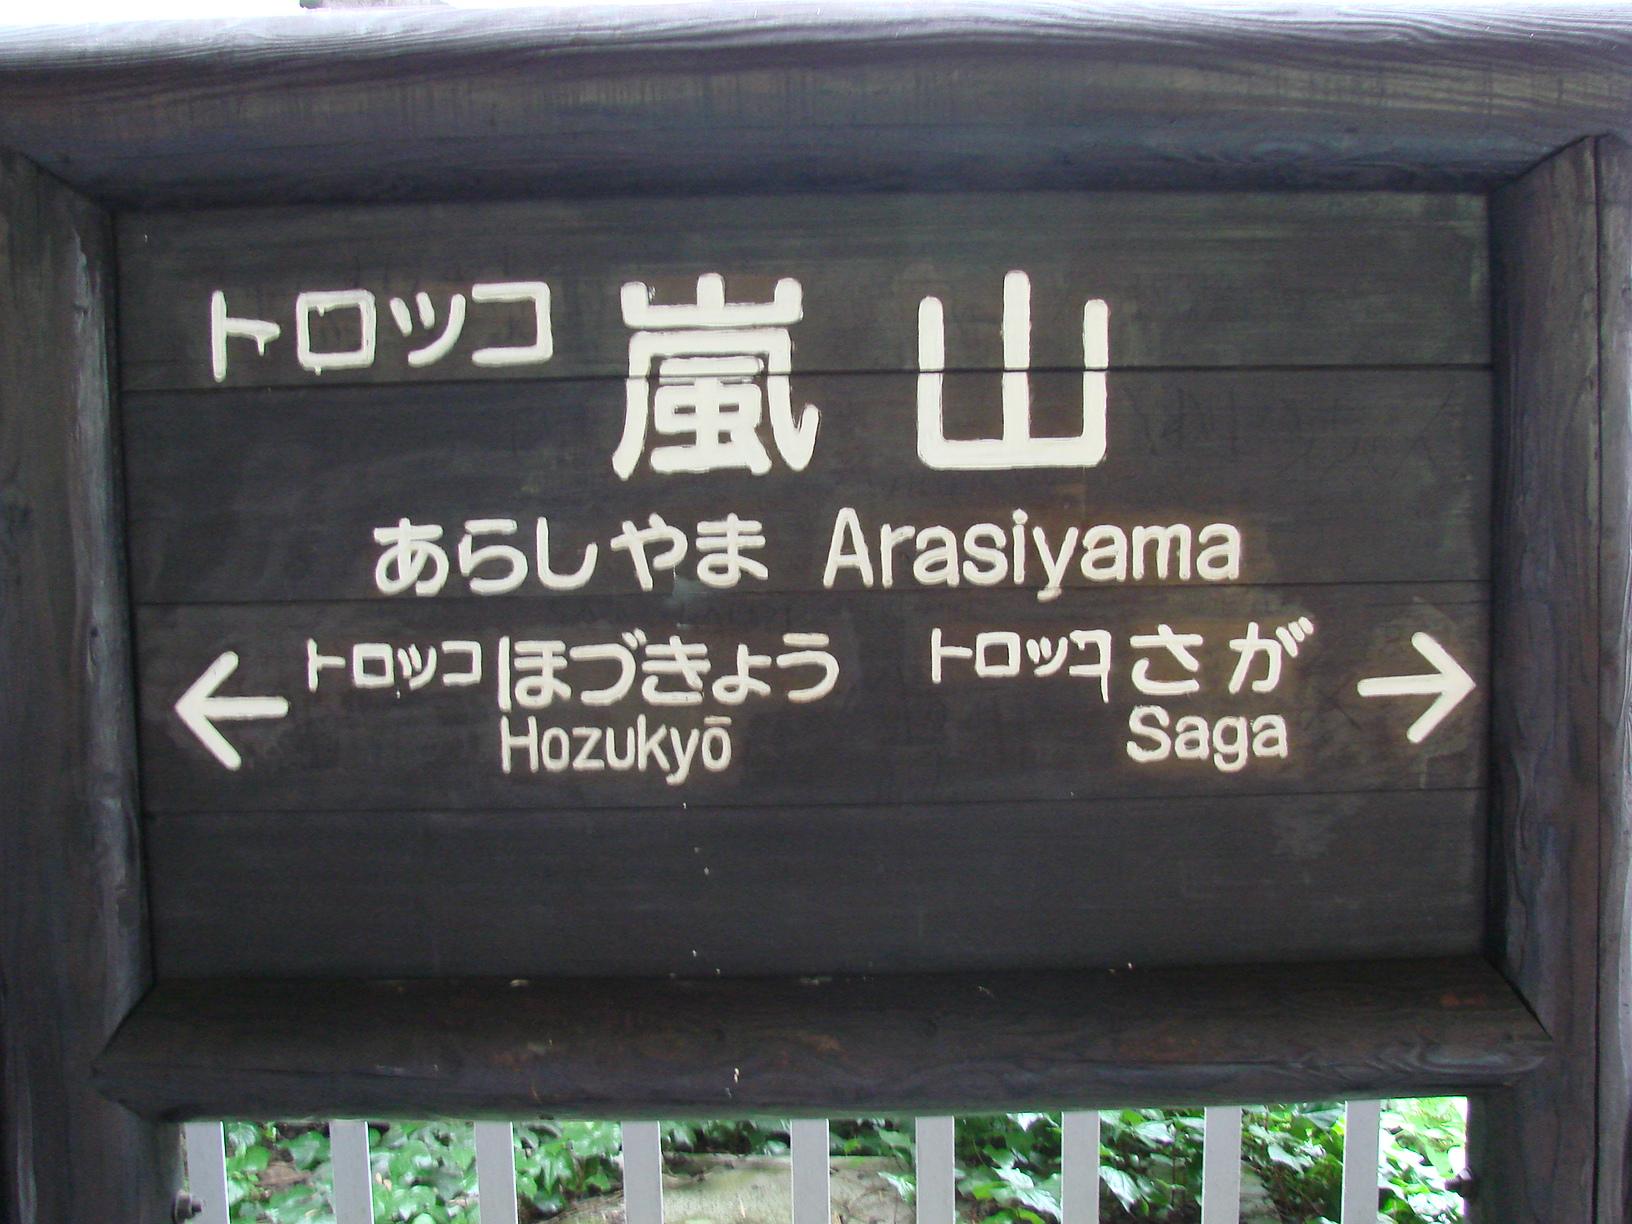 トロッコ 嵐山
あらしやま Arasiyama
← トロッコ ほづきょう トロッコ さが →
Hozukyō Saga